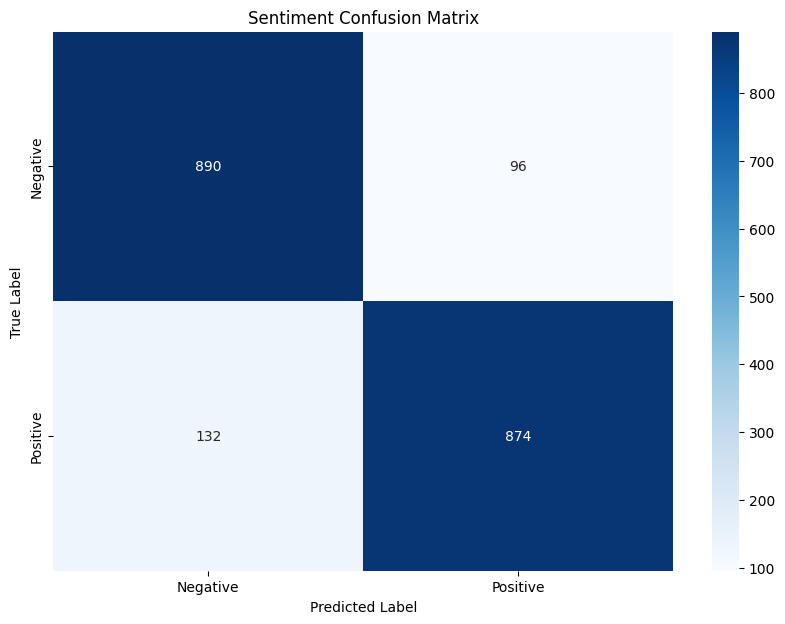 Sentiment Confusion Matrix
True Label
Negative
890
96
Positive
132
874
Negative
Positive
Predicted Label
800
700
600
500
400
300
200
100